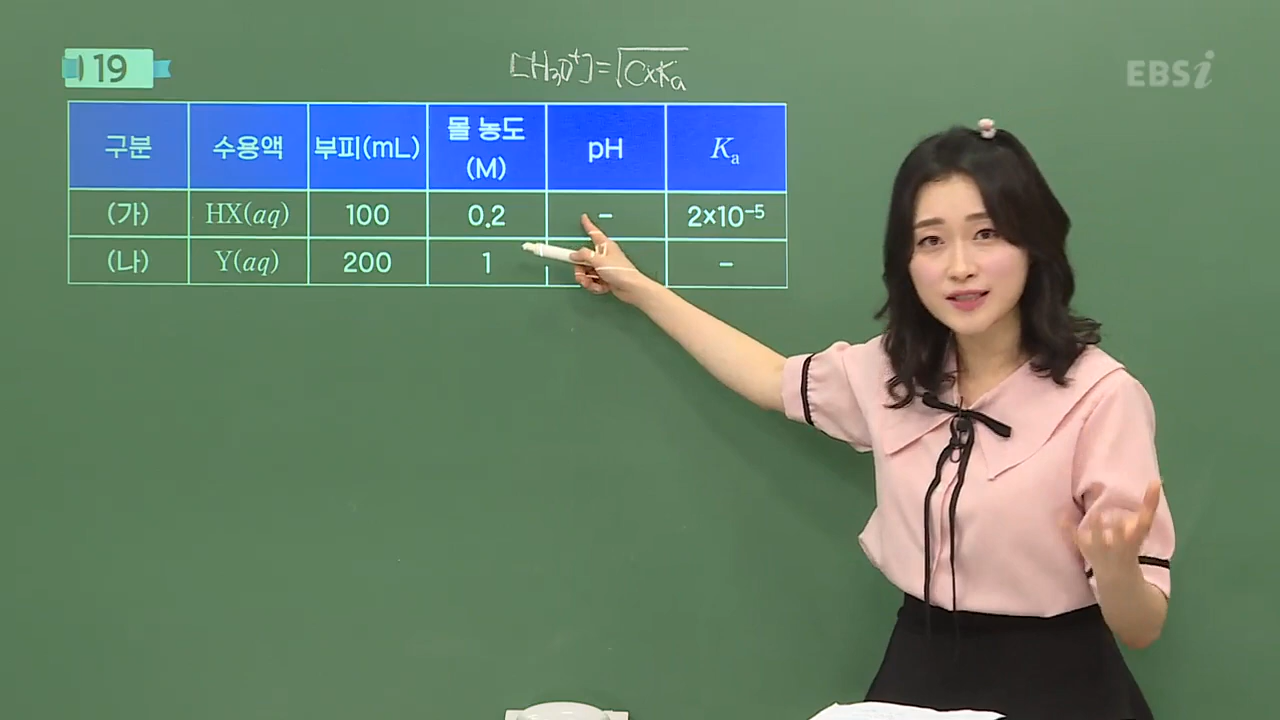 19
[H₃O⁺]=√C×Kₐ
EBSi
구분 수용액 부피(mL) 몰 농도 (M) pH Kₐ
(가) HX(aq) 100 0.2 - 2×10⁻⁵
(나) Y(aq) 200 1 -